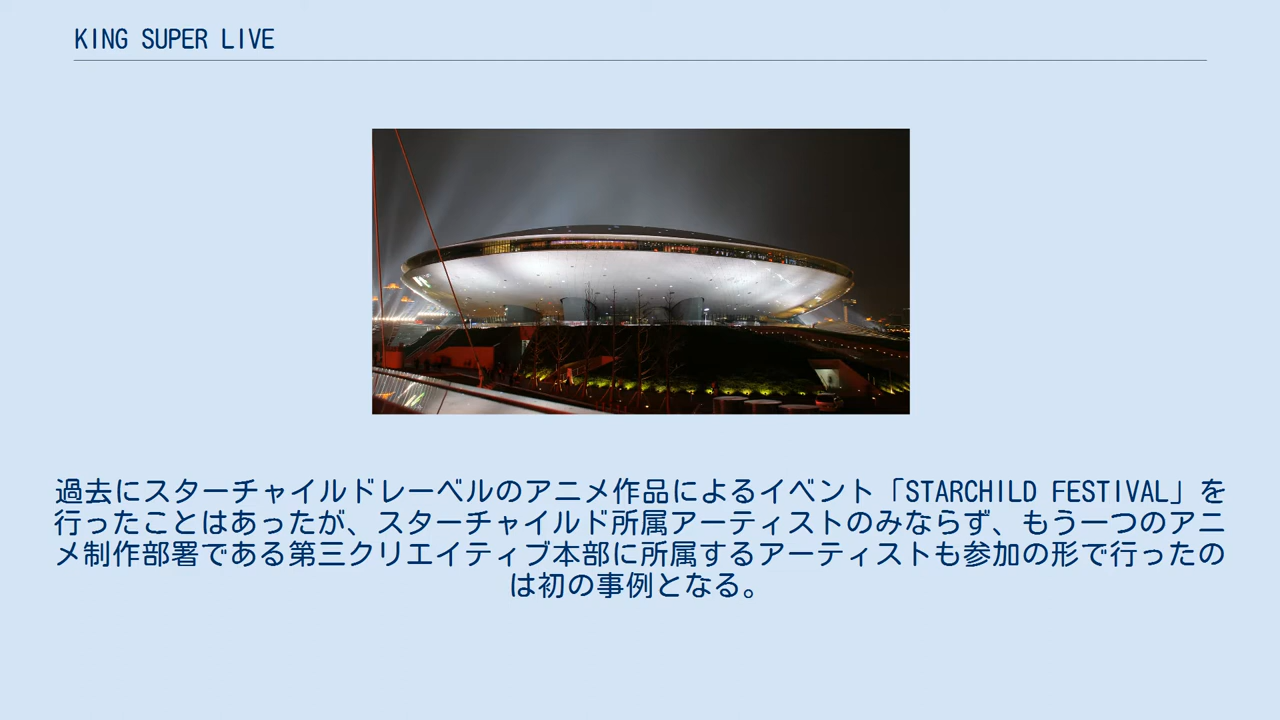 KING SUPER LIVE
過去にスターチャイルドレーベルのアニメ作品によるイベント「STARCHILD FESTIVAL」を
行ったことはあったが、スターチャイルド所属アーティストのみならず、もう一つのアニ
メ制作部署である第三クリエイティブ本部に所属するアーティストも参加の形で行ったの
は初の事例となる。